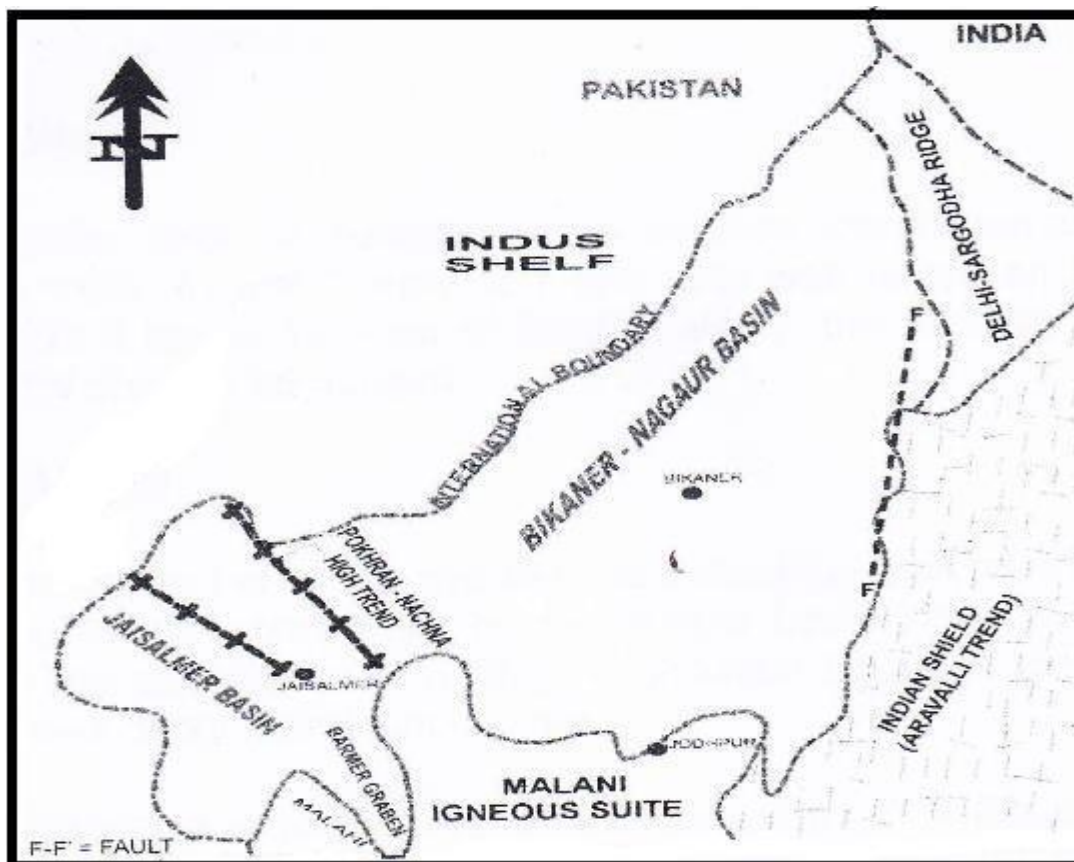 INDIA
PAKISTAN
N
INDUS
SHELF
DELHI-SARGODHA RIDGE
F
INTERNATIONAL BOUNDARY
BIKANER - NAGAUR BASIN
BIKANER
POKHRAN - NACHNA
HIGH TREND
F
JAISALMER BASIN
JAISALMER
INDIAN SHIELD
(ARAVALLI TREND)
BARMER GRABEN
JODHPUR
MALANI
IGNEOUS SUITE
MALANI
F-F' = FAULT